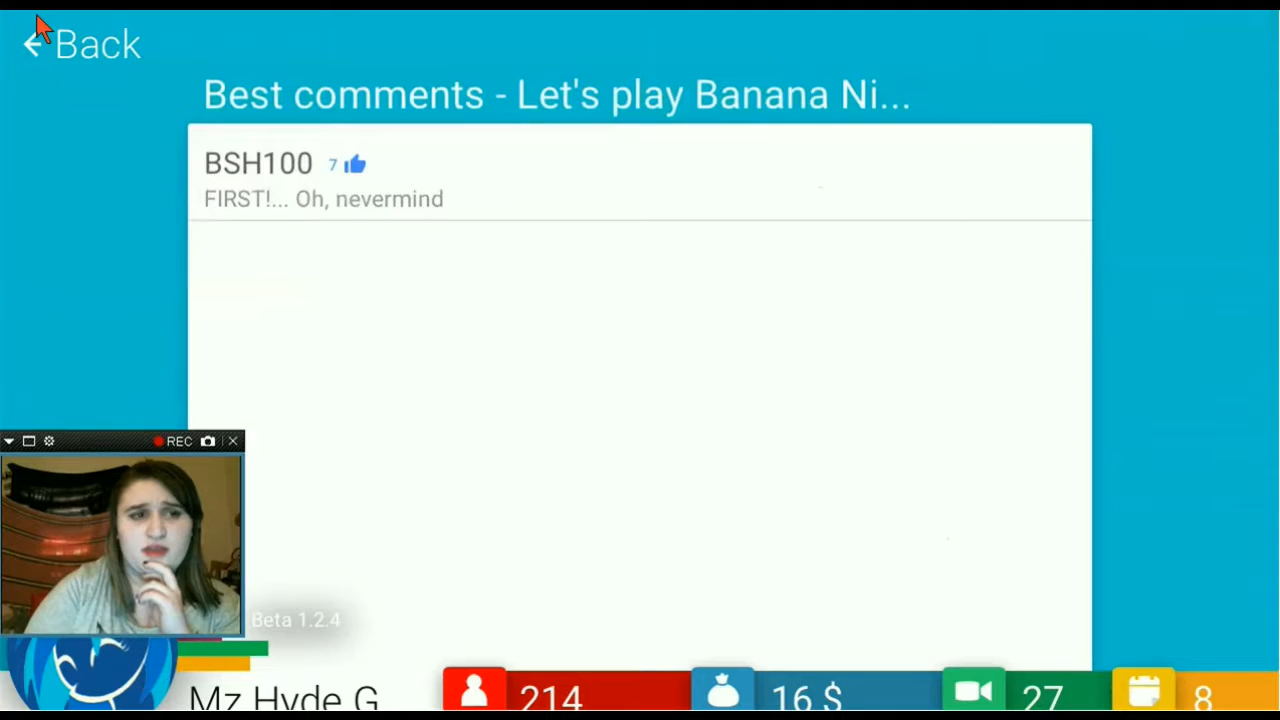 Back
Best comments - Let's play Banana Ni...
BSH100 7
FIRST!... Oh, nevermind
REC
Beta 1.2.4
Mz Hyde G
214
16 $
27
8